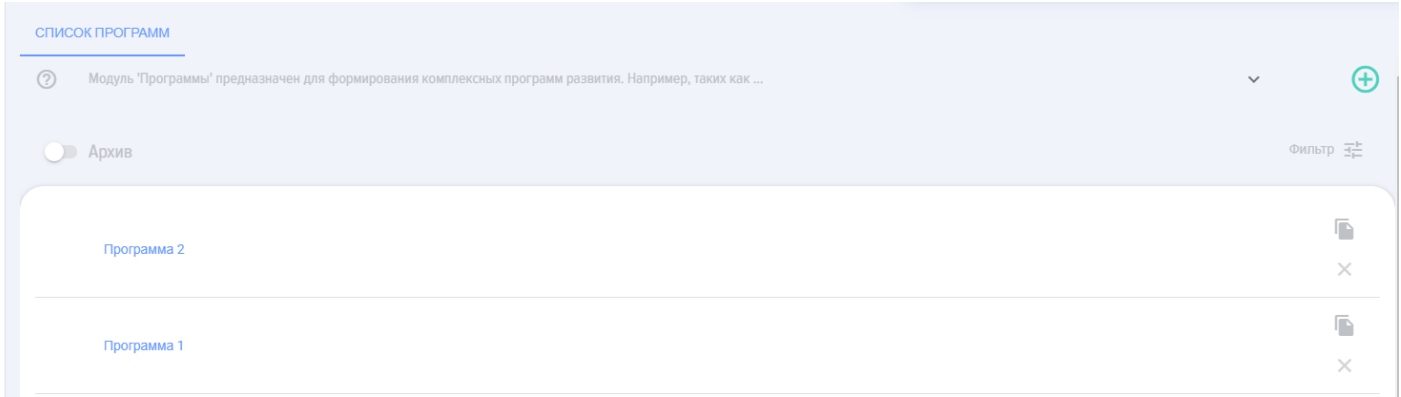 СПИСОК ПРОГРАММ
Модуль 'Программы' предназначен для формирования комплексных программ развития. Например, таких как ...
Архив
Фильтр
Программа 2
Программа 1